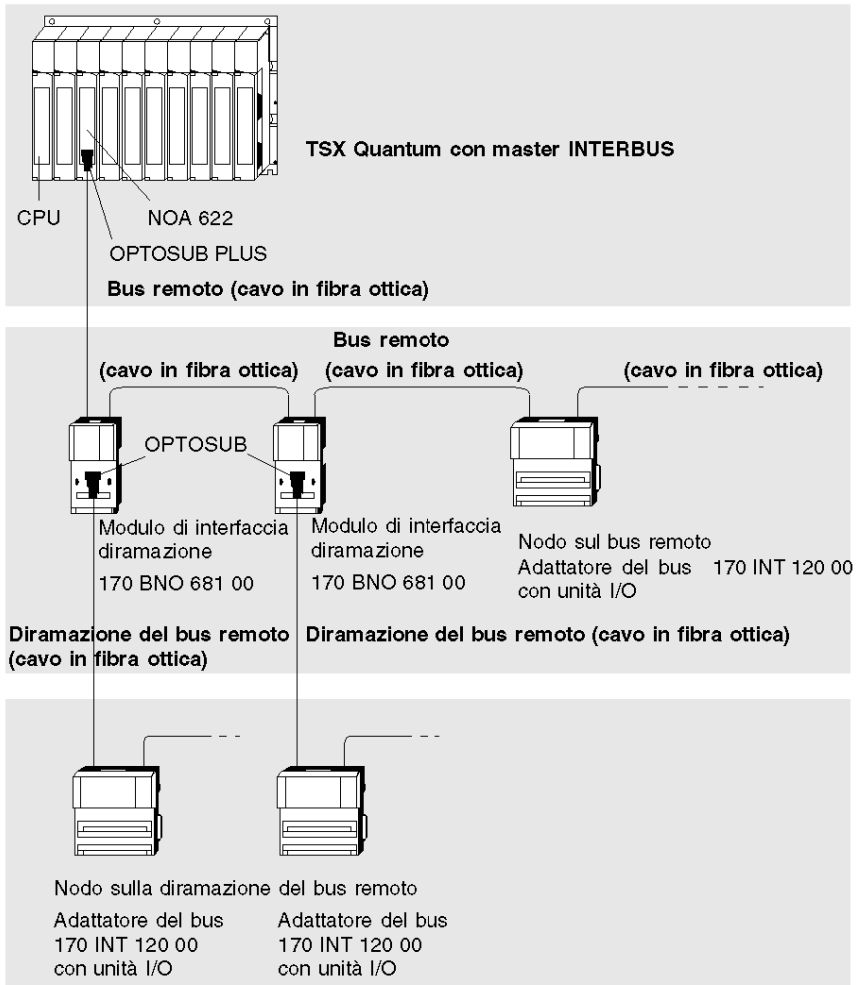 TSX Quantum con master INTERBUS
CPU
NOA 622
OPTOSUB PLUS
Bus remoto (cavo in fibra ottica)
Bus remoto
(cavo in fibra ottica)
(cavo in fibra ottica)
(cavo in fibra ottica)
OPTOSUB
Modulo di interfaccia
diramazione
170 BNO 681 00
Modulo di interfaccia
diramazione
170 BNO 681 00
Nodo sul bus remoto
Adattatore del bus 170 INT 120 00
con unità I/O
Diramazione del bus remoto
(cavo in fibra ottica)
Diramazione del bus remoto (cavo in fibra ottica)
Nodo sulla diramazione del bus remoto
Adattatore del bus
170 INT 120 00
con unità I/O
Adattatore del bus
170 INT 120 00
con unità I/O